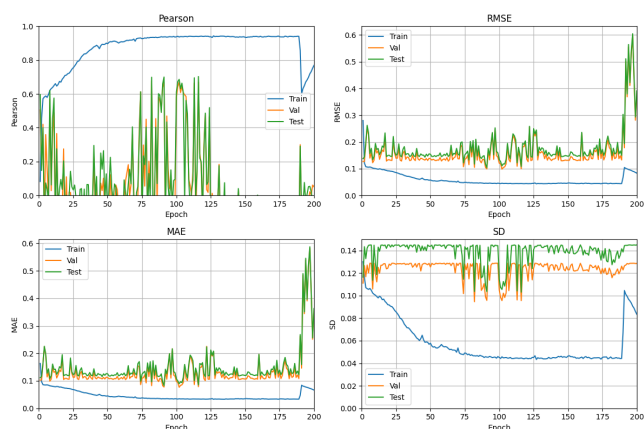 Pearson
1.0
0.8
0.6
0.4
0.2
0.0
Pearson
Train
Val
Test
0
25
50
75
100
125
150
175
200
Epoch
RMSE
0.6
0.5
0.4
0.3
0.2
0.1
0.0
RMSE
Train
Val
Test
0
25
50
75
100
125
150
175
200
Epoch
MAE
0.6
0.5
0.4
0.3
0.2
0.1
0.0
MAE
Train
Val
Test
0
25
50
75
100
125
150
175
200
Epoch
SD
0.14
0.12
0.10
0.08
0.06
0.04
0.02
0.00
SD
Train
Val
Test
0
25
50
75
100
125
150
175
200
Epoch